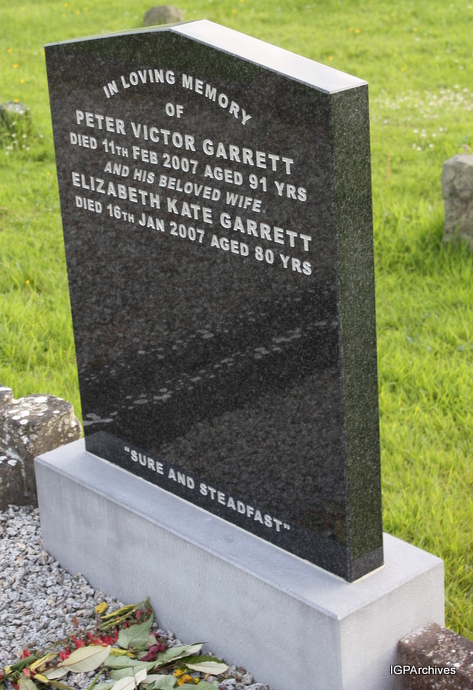 IN LOVING MEMORY
OF
PETER VICTOR GARRETT
DIED 11TH FEB 2007 AGED 91 YRS
AND HIS BELOVED WIFE
ELIZABETH KATE GARRETT
DIED 16TH JAN 2007 AGED 80 YRS
"SURE AND STEADFAST"
IGPArchives